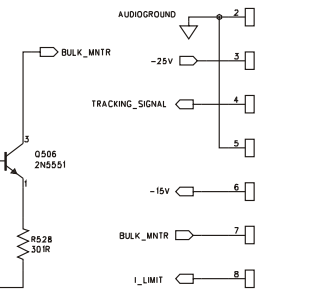 AUDIOGROUND 2
BULK_MNTR
-25V 3
TRACKING_SIGNAL 4
3
Q506
2N5551
1
5
-15V 6
R528
301R
BULK_MNTR 7
I_LIMIT 8